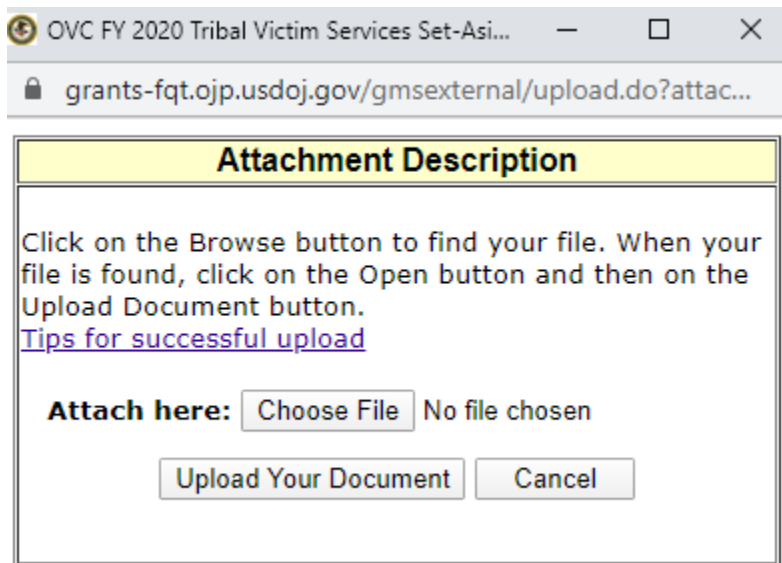 OVC FY 2020 Tribal Victim Services Set-Asi...
grants-fqt.ojp.usdoj.gov/gmsexternal/upload.do?attac...
Attachment Description
Click on the Browse button to find your file. When your
file is found, click on the Open button and then on the
Upload Document button.
Tips for successful upload
Attach here: Choose File No file chosen
Upload Your Document Cancel